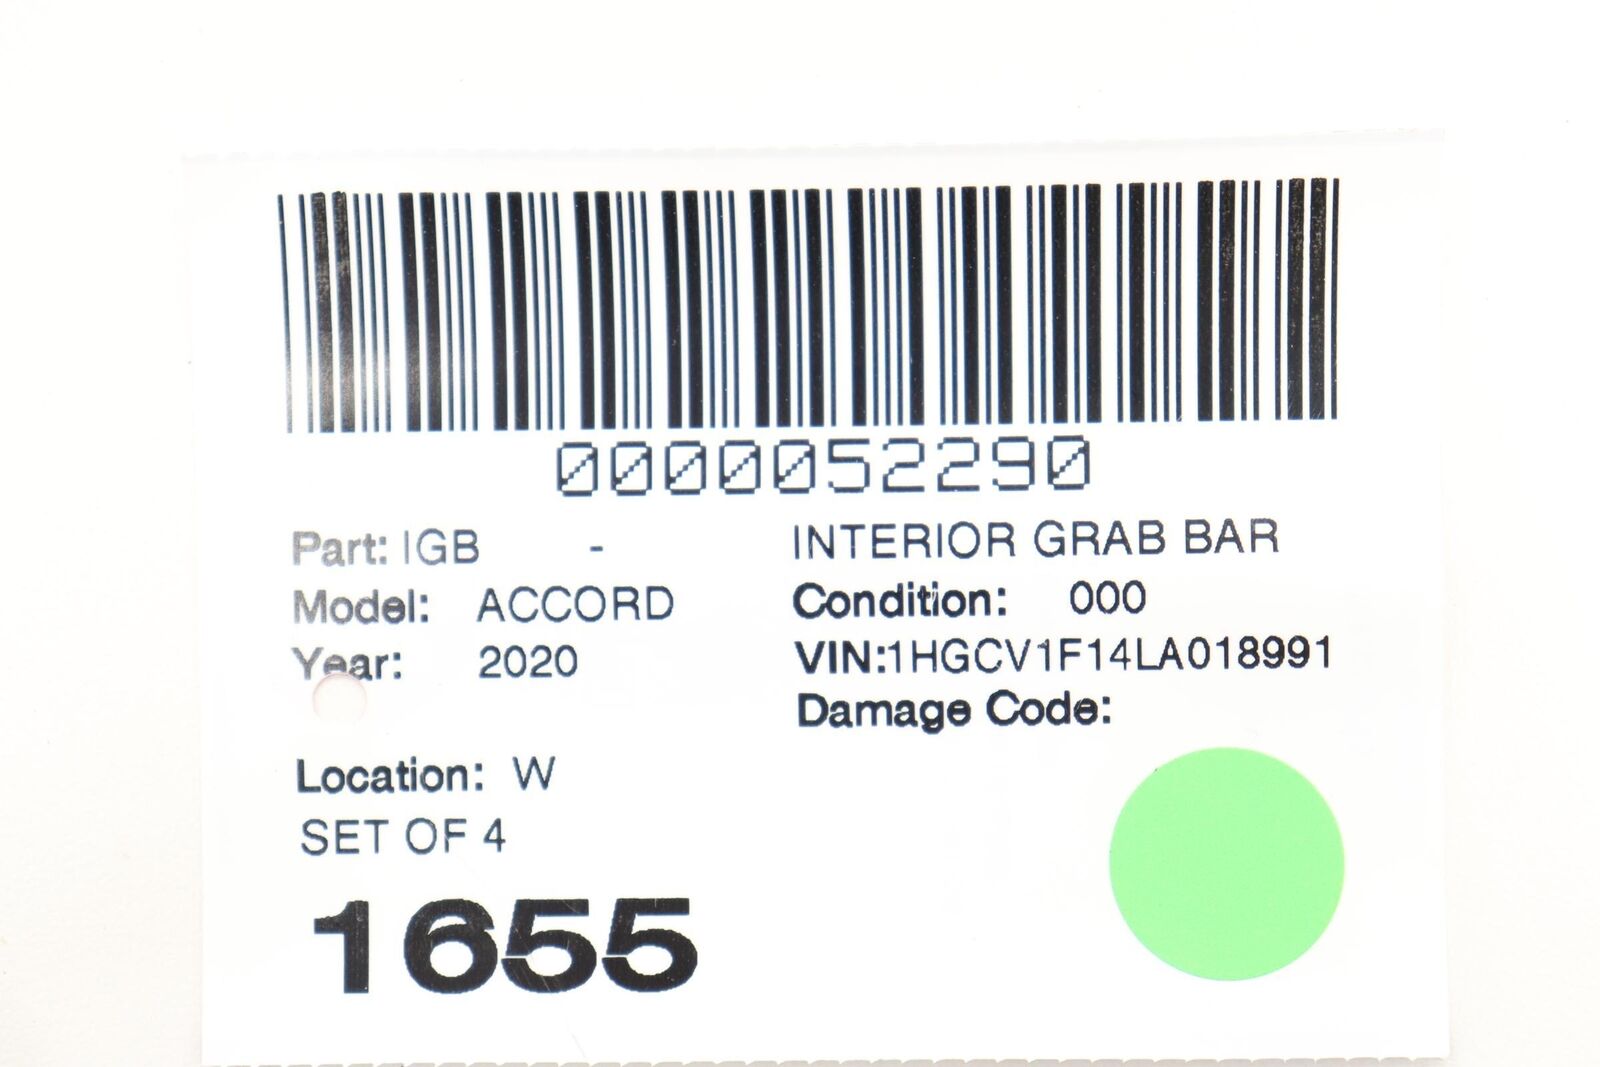 0000052290
Part: IGB - INTERIOR GRAB BAR
Model: ACCORD Condition: 000
Year: 2020 VIN:1HGCV1F14LA018991
Damage Code:
Location: W
SET OF 4
1655